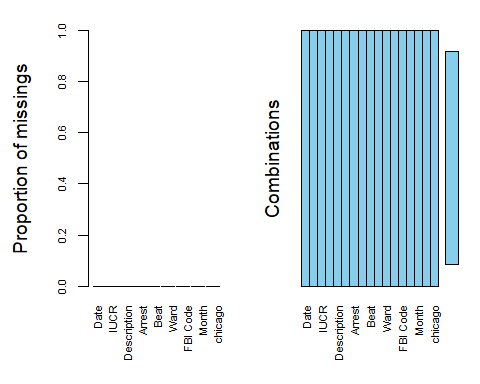 Proportion of missings
1.0
0.8
0.6
0.4
0.2
0.0
Date
IUCR
Description
Arrest
Beat
Ward
FBI Code
Month
chicago
Combinations
Date
IUCR
Description
Arrest
Beat
Ward
FBI Code
Month
chicago